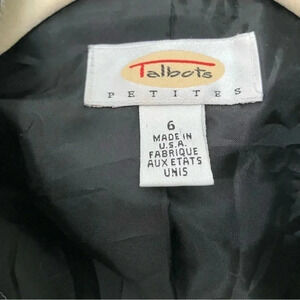 Talbots
PETITES
6
MADE IN
U.S.A.
FABRIQUE
AUX ETATS
UNIS